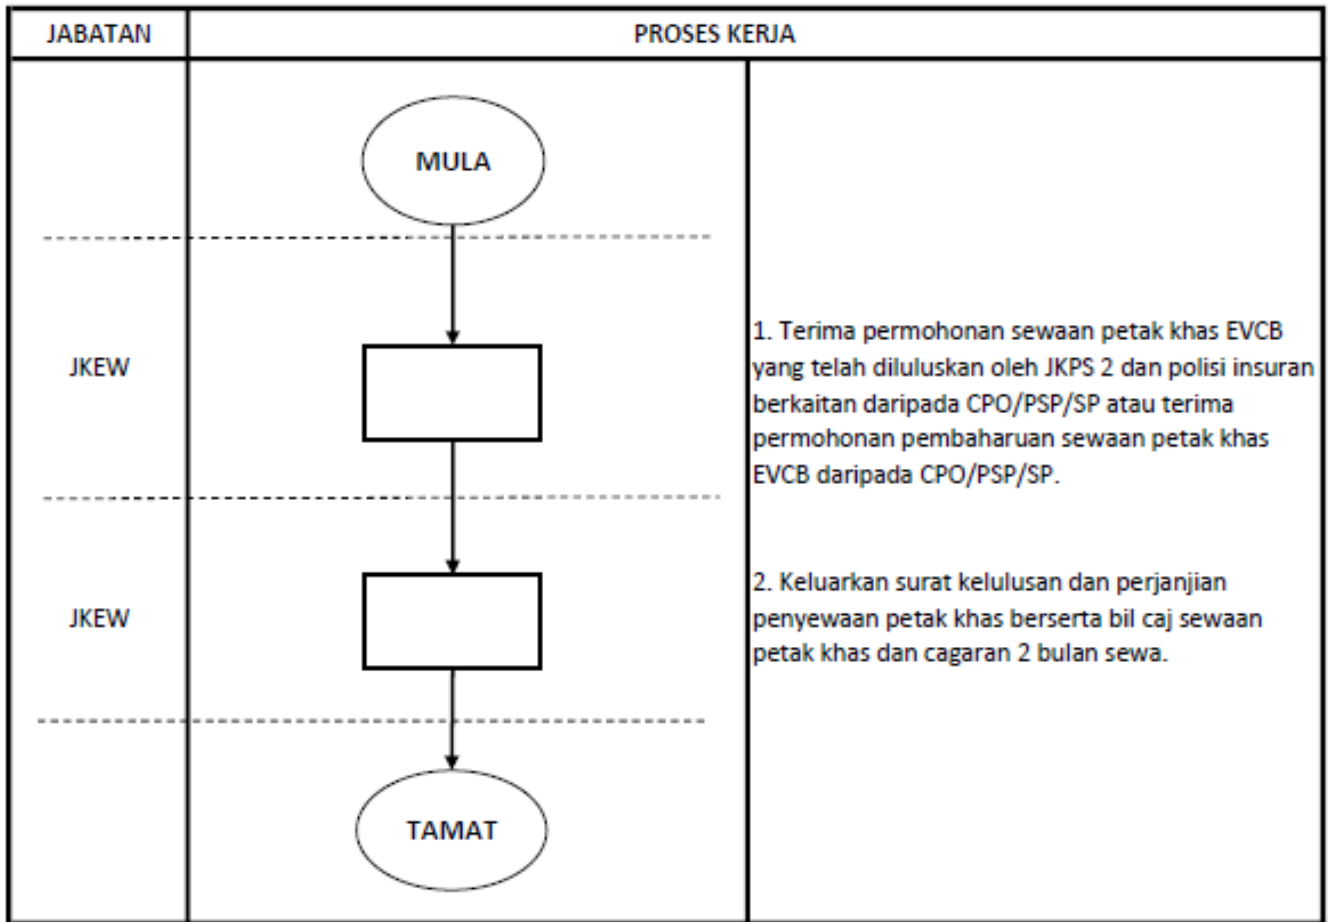 JABATAN
PROSES KERJA
MULA
JKEW
1. Terima permohonan sewaan petak khas EVCB
yang telah diluluskan oleh JKPS 2 dan polisi insuran
berkaitan daripada CPO/PSP/SP atau terima
permohonan pembaharuan sewaan petak khas
EVCB daripada CPO/PSP/SP.
JKEW
2. Keluarkan surat kelulusan dan perjanjian
penyewaan petak khas berserta bil caj sewaan
petak khas dan cagaran 2 bulan sewa.
TAMAT